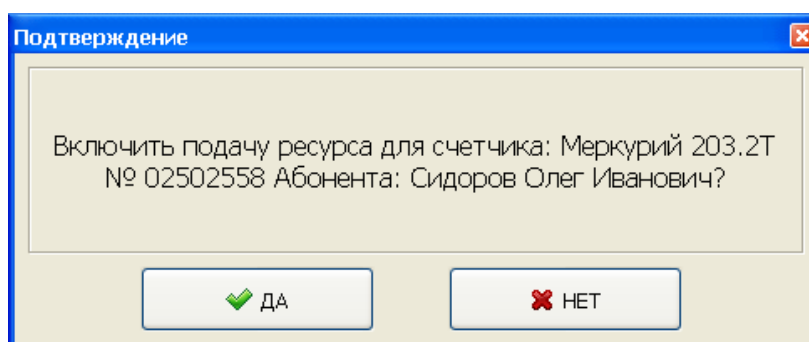 Подтверждение
Включить подачу ресурса для счетчика: Меркурий 203.2Т
№ 02502558 Абонента: Сидоров Олег Иванович?
ДА
НЕТ